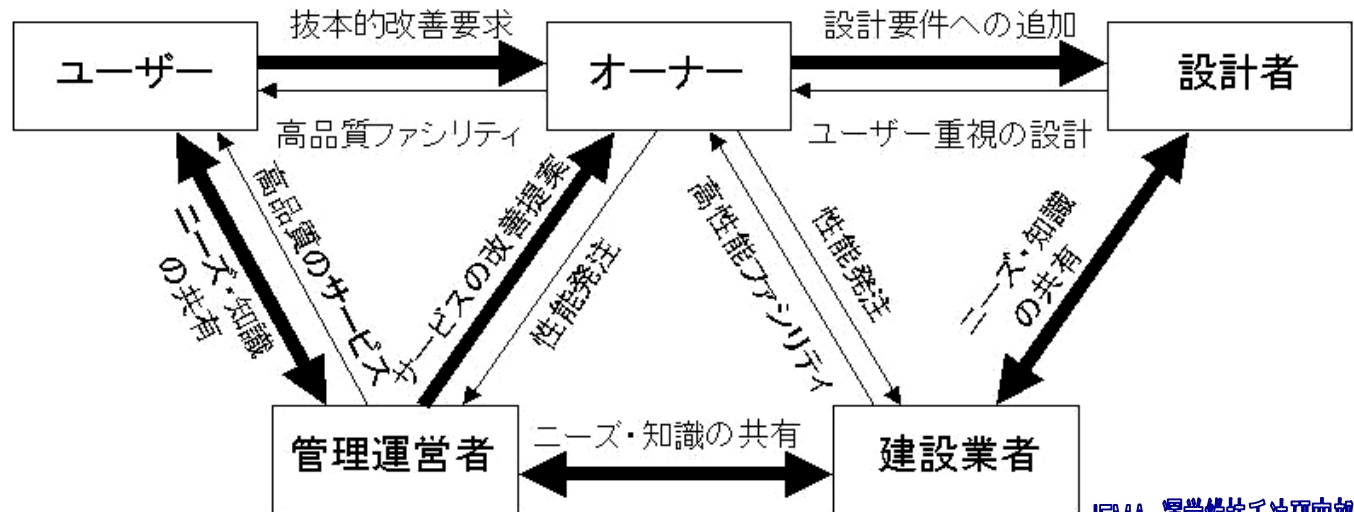 抜本的改善要求
設計要件への追加
ユーザー
オーナー
設計者
高品質ファシリティ
ユーザー重視の設計
ニーズ・知識
の共有
高品質のサービス
サービスの改善提案
性能発注
高性能ファシリティ
性能発注
ニーズ・知識
の共有
管理運営者
ニーズ・知識の共有
建設業者